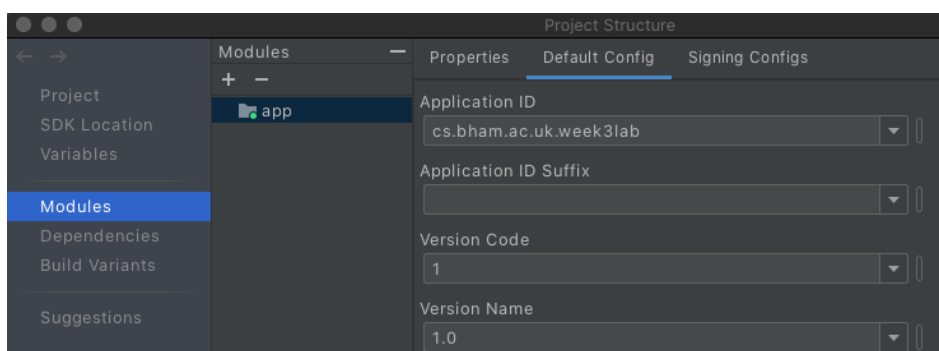 Project Structure
Project
SDK Location
Variables
Modules
Dependencies
Build Variants
Suggestions
Modules
app
Properties Default Config Signing Configs
Application ID
cs.bham.ac.uk.week3lab
Application ID Suffix
Version Code
1
Version Name
1.0